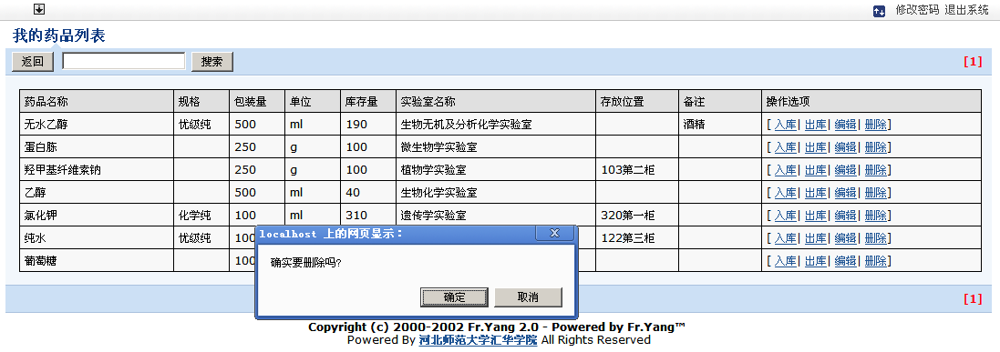 修改密码 退出系统
我的药品列表
返回 搜索 [1]
药品名称 规格 包装量 单位 库存量 实验室名称 存放位置 备注 操作选项
无水乙醇 优级纯 500 ml 190 生物无机及分析化学实验室 酒精 [ 入库| 出库| 编辑| 删除]
蛋白胨 250 g 100 微生物学实验室 [ 入库| 出库| 编辑| 删除]
羟甲基纤维素钠 250 g 100 植物学实验室 103第二柜 [ 入库| 出库| 编辑| 删除]
乙醇 500 ml 40 生物化学实验室 [ 入库| 出库| 编辑| 删除]
氯化钾 化学纯 100 ml 310 遗传学实验室 320第一柜 [ 入库| 出库| 编辑| 删除]
纯水 优级纯 100 122第三柜 [ 入库| 出库| 编辑| 删除]
葡萄糖 100 [ 入库| 出库| 编辑| 删除]
localhost 上的网页显示：
确实要删除吗?
确定 取消
[1]
Copyright (c) 2000-2002 Fr.Yang 2.0 - Powered by Fr.Yang™
Powered By 河北师范大学汇华学院 All Rights Reserved